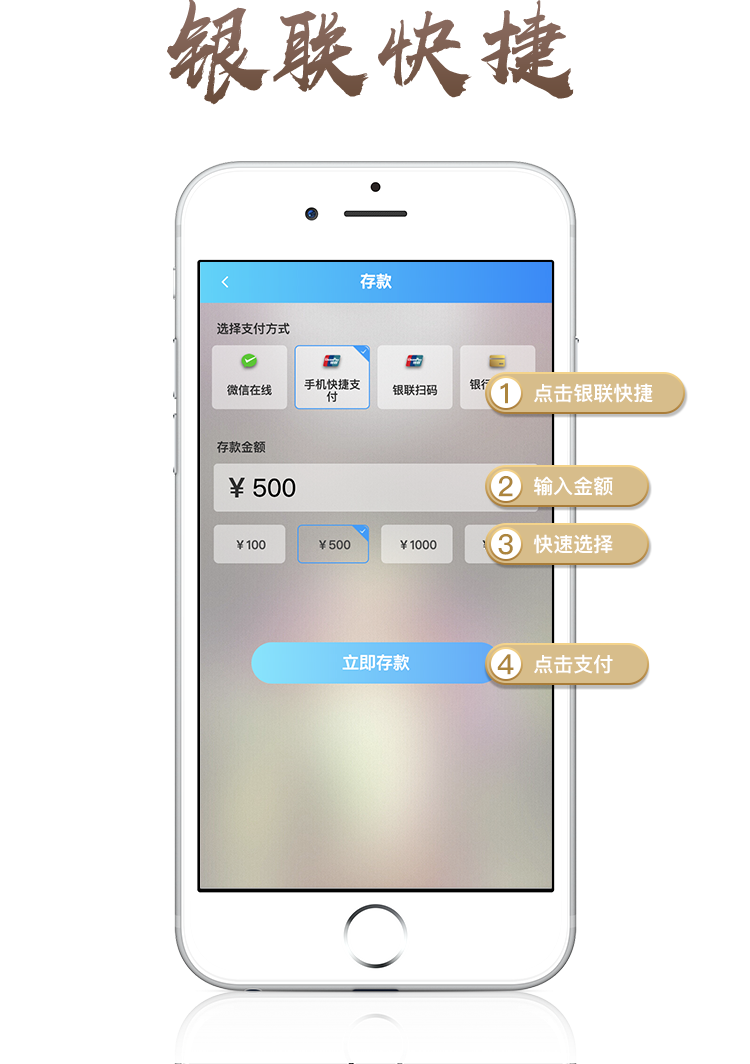 银联快捷
存款
选择支付方式
微信在线
手机快捷支
付
银联扫码
银行
1 点击银联快捷
存款金额
¥ 500
2 输入金额
¥100
¥500
¥1000
¥
3 快速选择
立即存款
4 点击支付